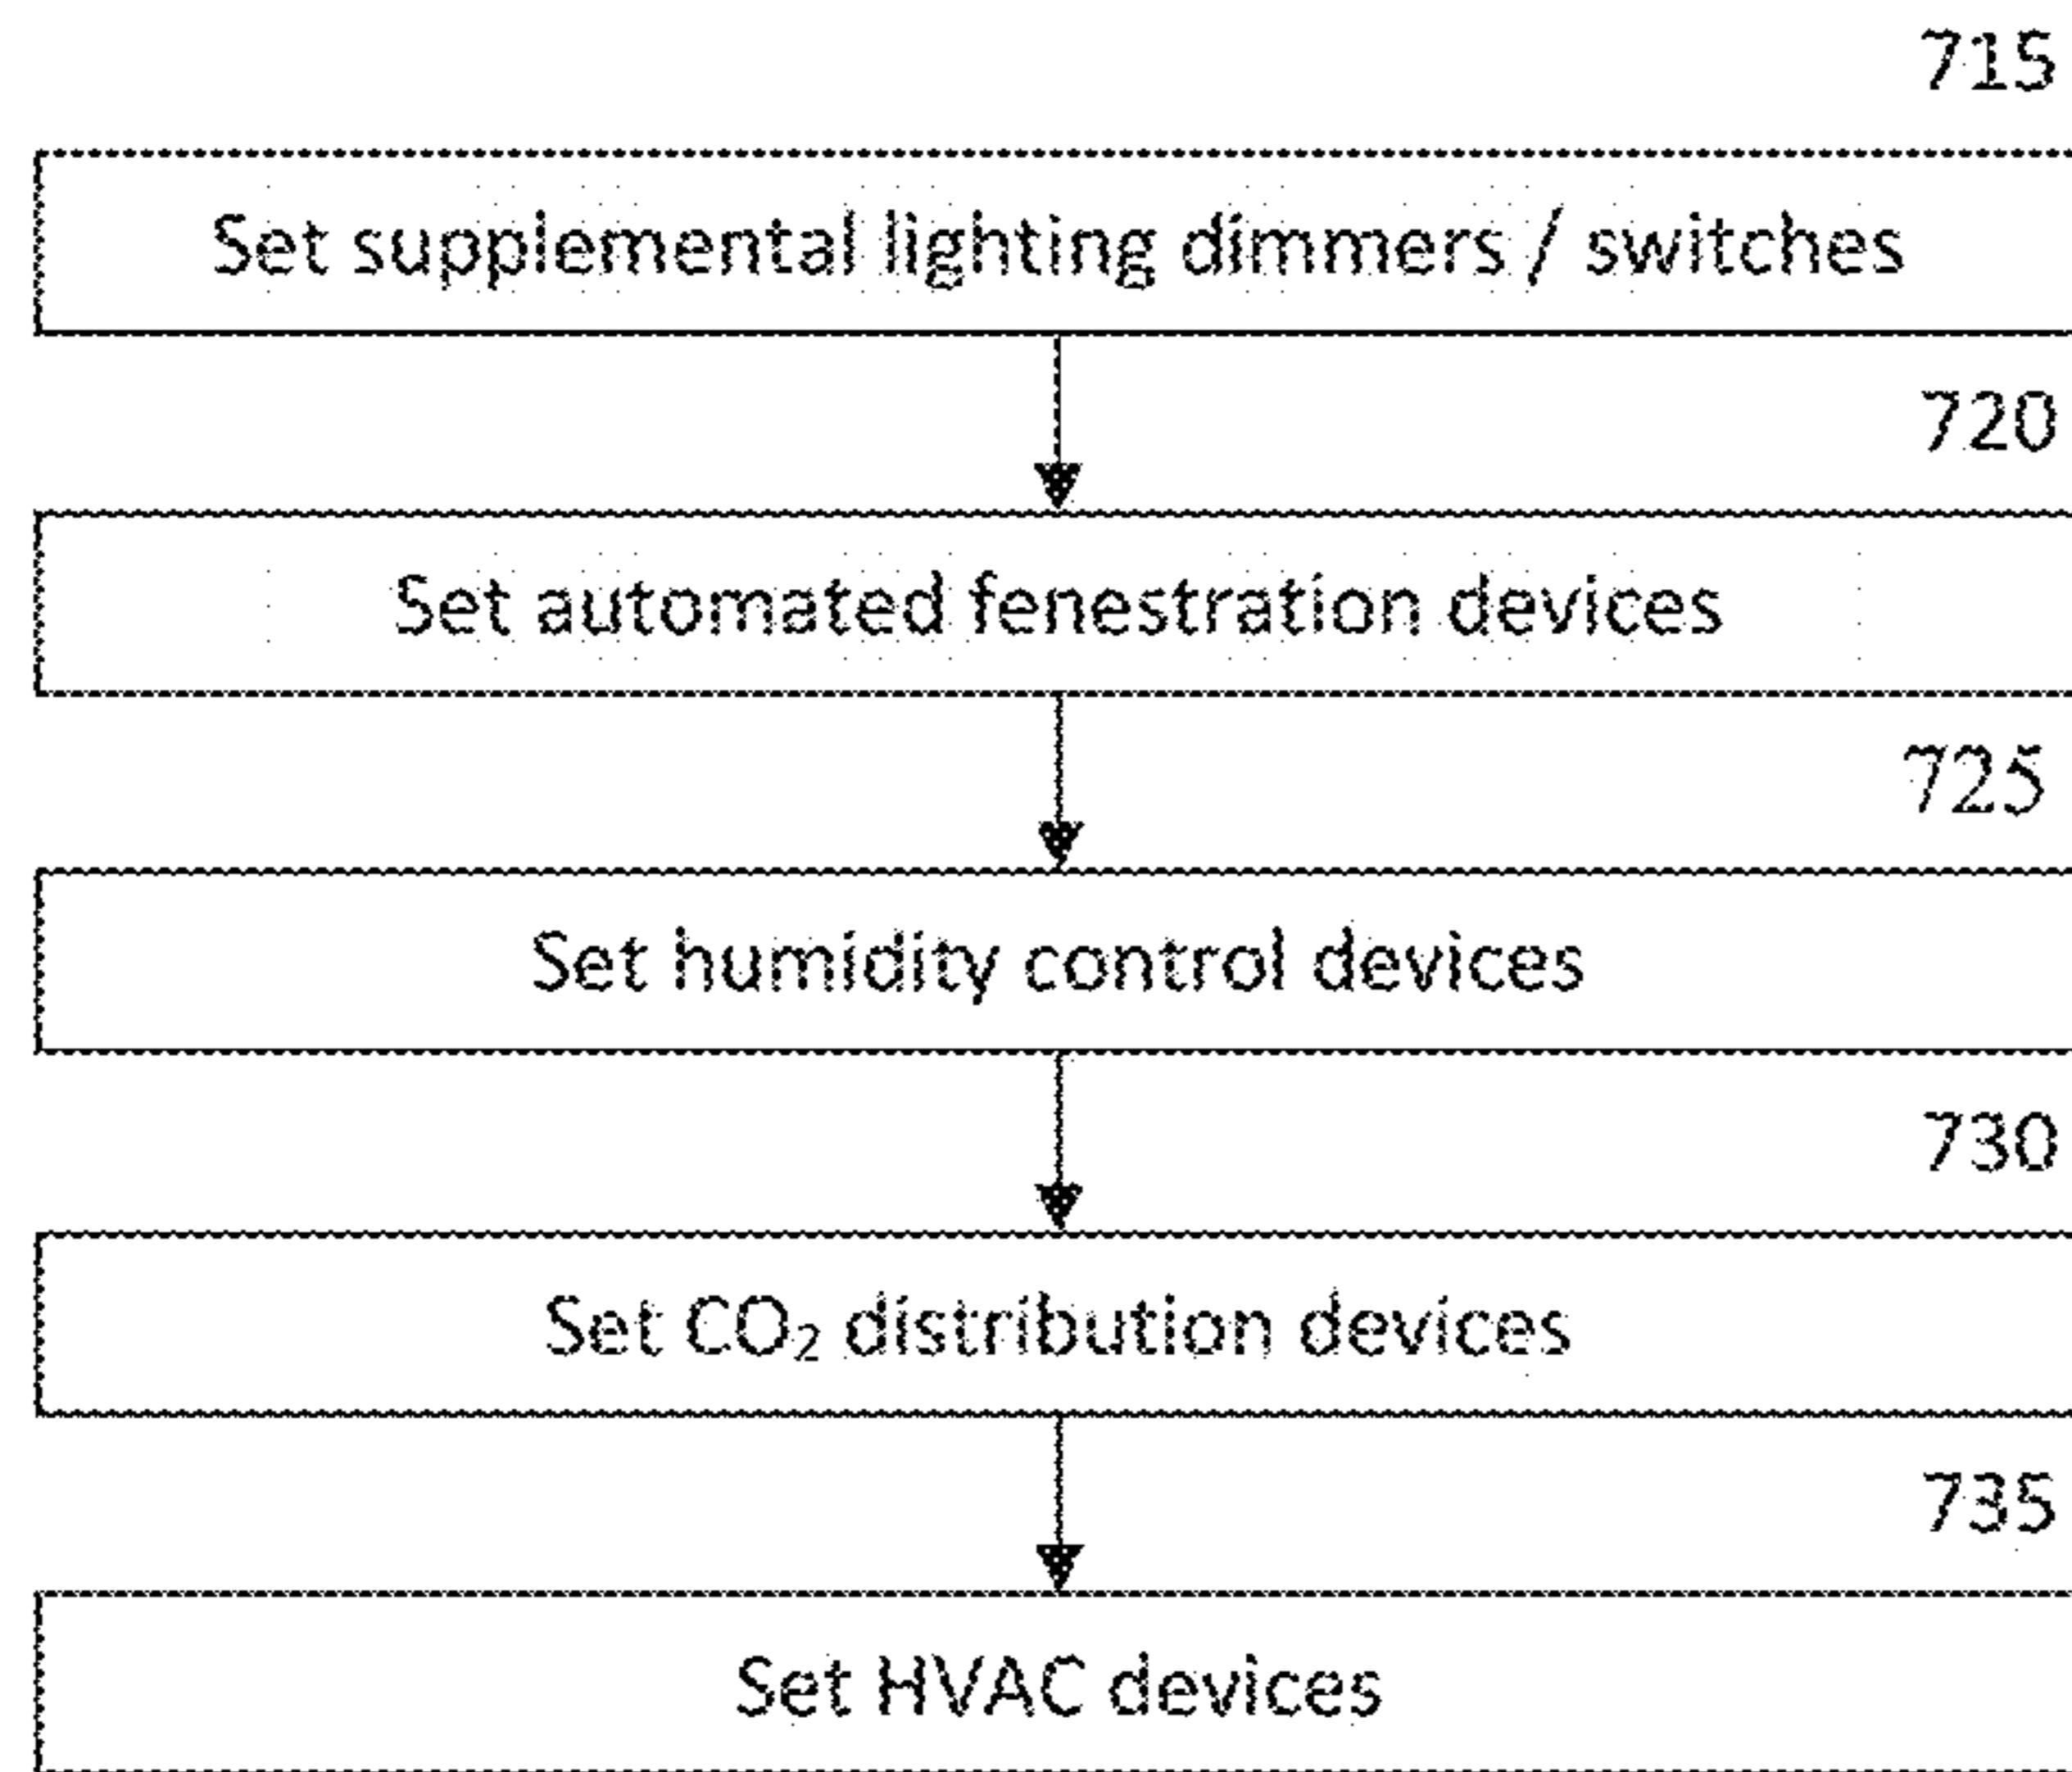 715
Set supplemental lighting dimmers / switches
720
Set automated fenestration devices
725
Set humidity control devices
730
Set CO₂ distribution devices
735
Set HVAC devices